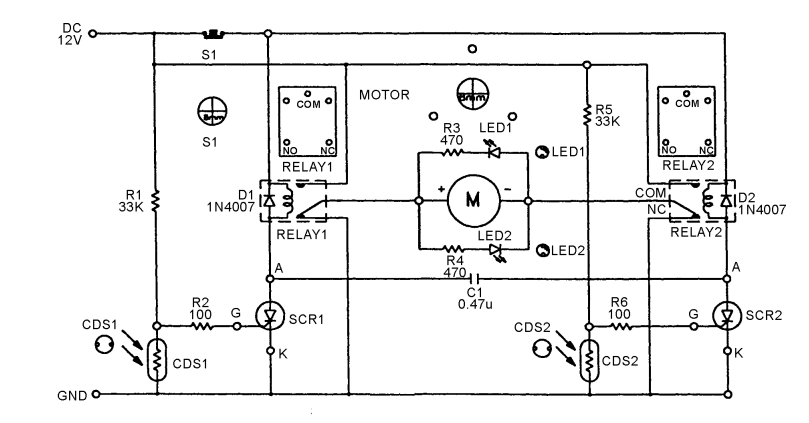 DC
12V
S1
S1
5mm
5mm
MOTOR
COM
NO
NC
RELAY1
COM
NO
NC
RELAY2
R1
33K
D1
1N4007
RELAY1
R3
470
LED1
LED1
+
M
-
R4
470
LED2
LED2
R5
33K
COM
NC
D2
1N4007
RELAY2
A
C1
0.47u
A
R2
100
G
SCR1
K
CDS1
CDS1
R6
100
G
SCR2
K
CDS2
CDS2
GND